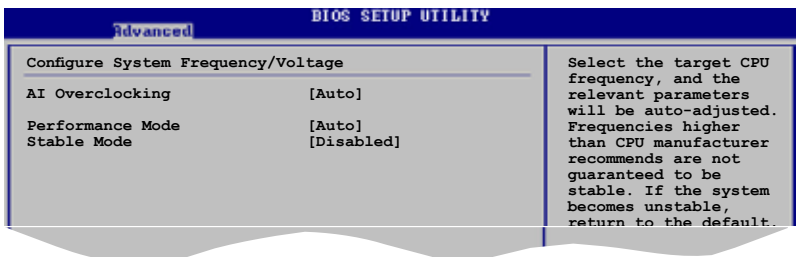 BIOS SETUP UTILITY
Advanced
Configure System Frequency/Voltage
AI Overclocking [Auto]
Performance Mode [Auto]
Stable Mode [Disabled]
Select the target CPU
frequency, and the
relevant parameters
will be auto-adjusted.
Frequencies higher
than CPU manufacturer
recommends are not
guaranteed to be
stable. If the system
becomes unstable,
return to the default.